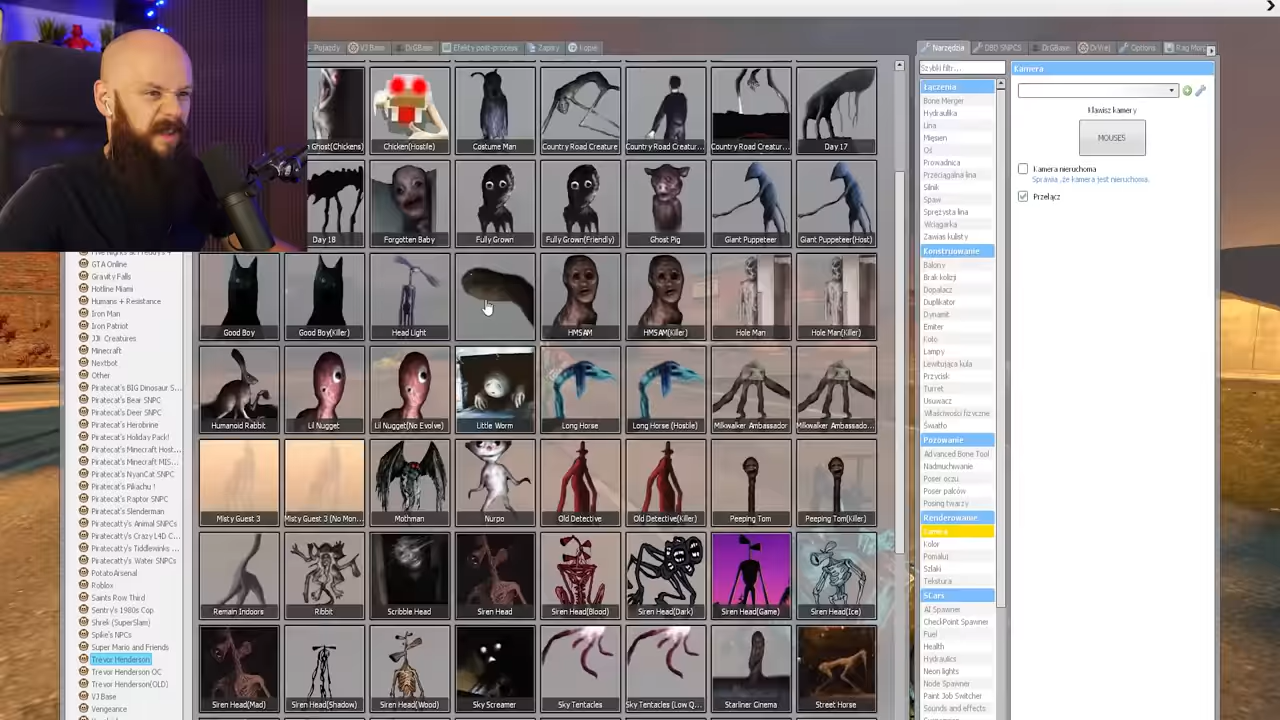 Pojazdy VJ Base DrGBase Efekty post-process Zapisy
Narzędzia DBD SNPCS DrGBase DrVrej Options
Szybki filtr...
Kamera
Klawisz kamery
MOUSE5
Kamera nieruchoma
Sprawia, że kamera jest nieruchoma.
Przełącz
Ghost(Chickens) Chicken(Hostile) Costume Man Country Road Creature Country Road Creatur... Country Road Creatur... Day 17
Day 18 Forgotten Baby Fully Grown Fully Grown(Friendly) Ghost Pig Giant Puppeteer Giant Puppeteer(Host)
Good Boy Good Boy(Killer) Head Light HMSAM HMSAM(Killer) Hole Man Hole Man(Killer)
Humanoid Rabbit Lil Nugget Lil Nugget(No Evolve) Little Worm Long Horse Long Horse (Hostile) Milkwalker Ambassador Milkwalker Ambassado...
Misty Guest 3 Misty Guest 3 (No Mon... Mothman Nurpo Old Detective Old Detective(Killer) Peeping Tom Peeping Tom(Killer)
Remain Indoors Ribbit Scribble Head Siren Head Siren Head(Blood) Siren Head(Dark) Siren Head(Game) Siren Head(Ice)
Siren Head(Mad) Siren Head(Shadow) Siren Head(Wood) Sky Screamer Sky Tentacles Sky Tentacles (Low Q... Starliner Cinema Street Horse
GTA Online
Gravity Falls
Hotline Miami
Humans + Resistance
Iron Man
Iron Patriot
JJt Creatures
Minecraft
Nextbot
Other
Piratecat's BIG Dinosaur S...
Piratecat's Bear SNPC
Piratecat's Deer SNPC
Piratecat's Herobrine
Piratecat's Holiday Pack!
Piratecat's Minecraft Host...
Piratecat's Minecraft MIS...
Piratecat's NyanCat SNPC
Piratecat's Pikachu !
Piratecat's Raptor SNPC
Piratecat's Slenderman
Piratecatty's Animal SNPCs
Piratecatty's Crazy L4D C...
Piratecatty's Tiddlewinks ...
Piratecatty's Water SNPCs
PotatoArsenal
Roblox
Saints Row Third
Sentry's 1980s Cop
Shrek (SuperSlam)
Spike's NPCs
Super Mario and Friends
Trevor Henderson
Trevor Henderson OC
Trevor Henderson(OLD)
VJ Base
Vengeance
Łączenia
Bone Merger
Hydraulika
Lina
Mięsień
Oś
Prowadnica
Przeciągalna lina
Silnik
Spaw
Sprężysta lina
Wciągarka
Zawias kulisty
Konstruowanie
Balony
Brak kolizji
Dopalacz
Duplikator
Dynamit
Emiter
Koło
Lampy
Lewitująca kula
Przycisk
Turret
Usuwacz
Właściwości fizyczne
Światło
Pozowanie
Advanced Bone Tool
Nadmuchiwanie
Poser oczu
Poser palców
Posing twarzy
Renderowanie
Kamera
Kolor
Pomaluj
Szlaki
Tekstura
SCars
AI Spawner
CheckPoint Spawner
Fuel
Health
Hydraulics
Neon lights
Node Spawner
Paint Job Switcher
Sounds and effects